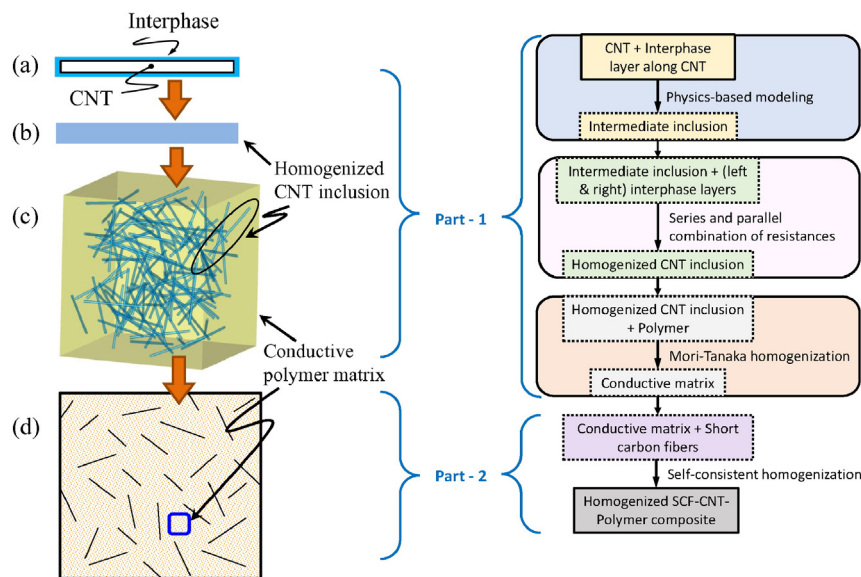 Interphase
(a)
CNT
(b)
Homogenized
CNT inclusion
(c)
Conductive
polymer matrix
(d)
Part - 1
Part - 2
CNT + Interphase
layer along CNT
Physics-based modeling
Intermediate inclusion
Intermediate inclusion + (left
& right) interphase layers
Series and parallel
combination of resistances
Homogenized CNT inclusion
Homogenized CNT inclusion
+ Polymer
Mori-Tanaka homogenization
Conductive matrix
Conductive matrix + Short
carbon fibers
Self-consistent homogenization
Homogenized SCF-CNT-
Polymer composite